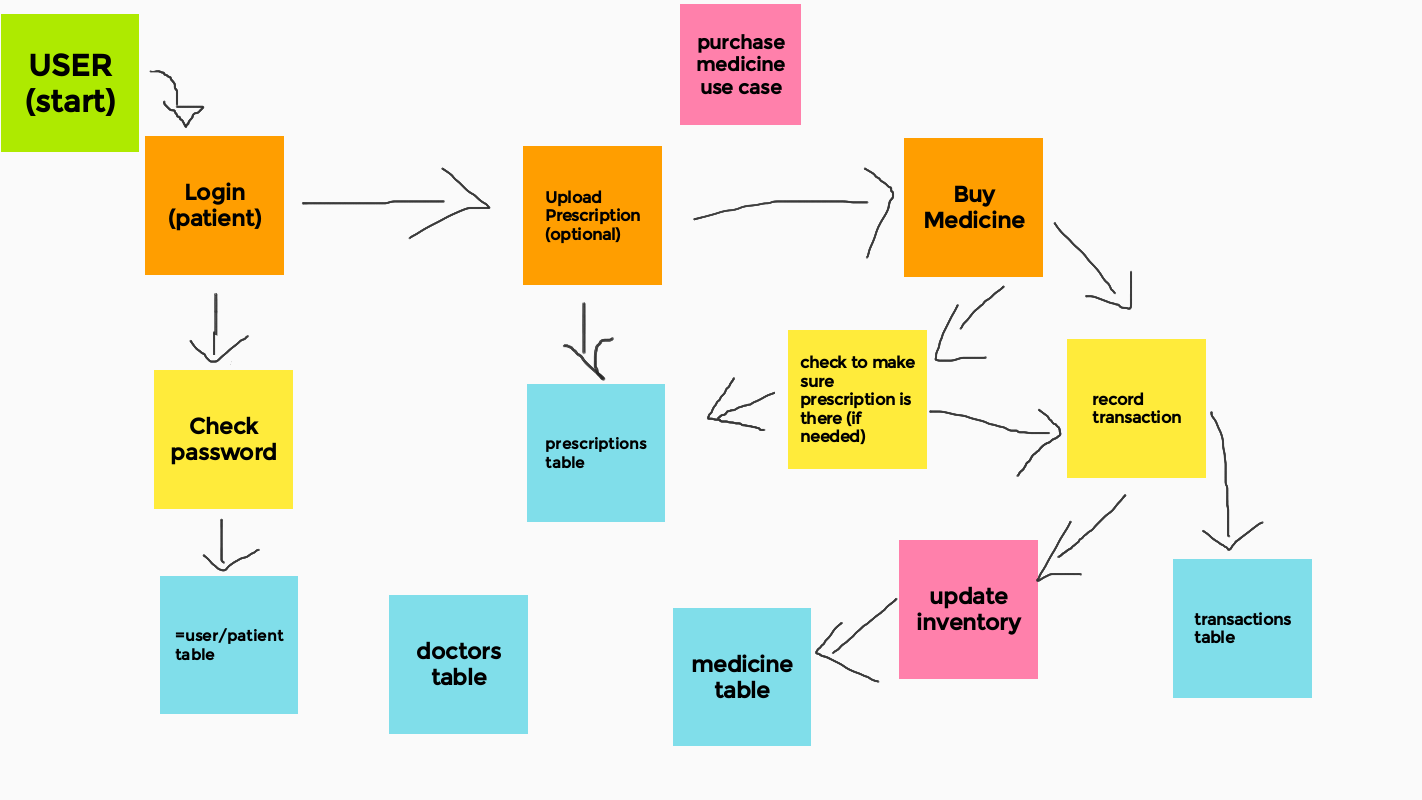 USER
(start)
purchase
medicine
use case
Login
(patient)
Upload
Prescription
(optional)
Buy
Medicine
Check
password
prescriptions
table
check to make
sure
prescription is
there (if
needed)
record
transaction
=user/patient
table
doctors
table
medicine
table
update
inventory
transactions
table